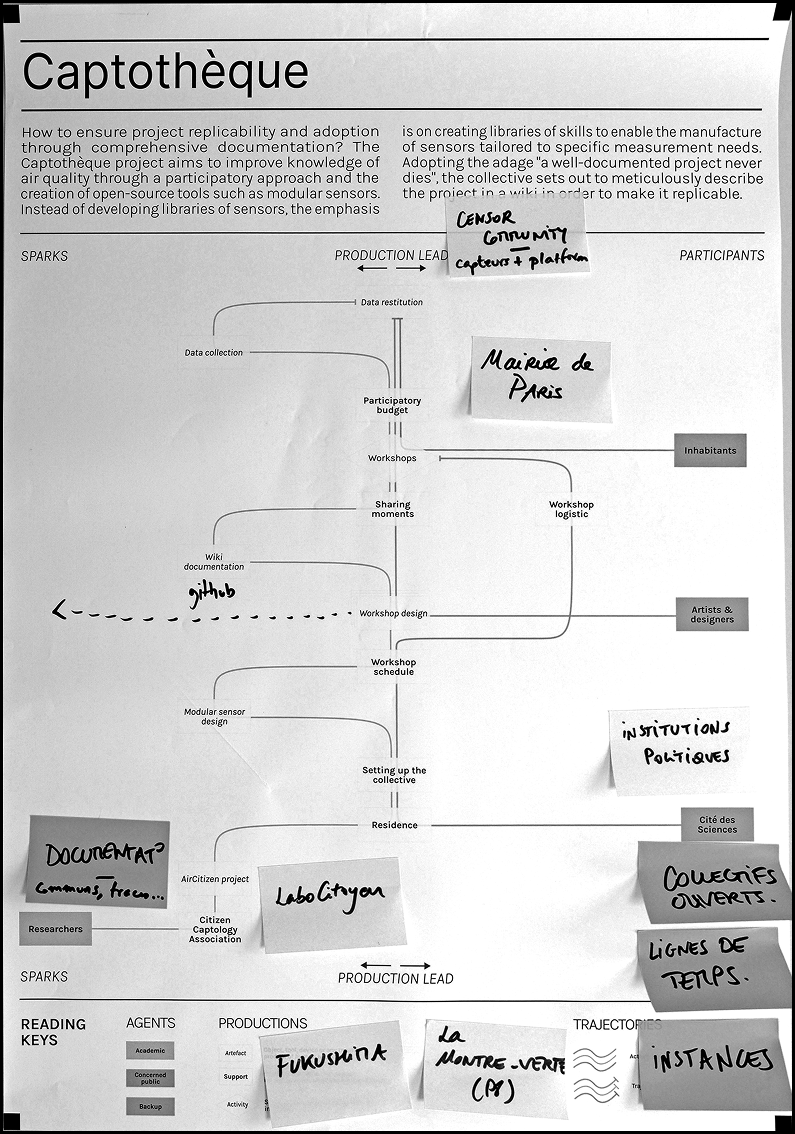 Captothèque
How to ensure project replicability and adoption
through comprehensive documentation? The
Captothèque project aims to improve knowledge of
air quality through a participatory approach and the
creation of open-source tools such as modular sensors.
Instead of developing libraries of sensors, the emphasis
is on creating libraries of skills to enable the manufacture
of sensors tailored to specific measurement needs.
Adopting the adage "a well-documented project never
dies", the collective sets out to meticulously describe
the project in a wiki in order to make it replicable.
CENSOR
COMMUNITY
capteurs + platform
SPARKS
PRODUCTION LEAD
PARTICIPANTS
Data restitution
Data collection
MAIRIE de
PARIS
Participatory
budget
Inhabitants
Workshops
Sharing
moments
Workshop
logistic
Wiki
documentation
github
Workshop design
Artists &
designers
Workshop
schedule
Modular sensor
design
INSTITUTIONS
POLITIQUES
Setting up the
collective
Residence
Cité des
Sciences
DOCUMENTAT°
Communs, traces...
AirCitizen project
LaboCitoyen
COLLECTIFS
OUVERTS.
Researchers
Citizen
Captology
Association
LIGNES DE
TEMPS.
SPARKS
PRODUCTION LEAD
READING
KEYS
AGENTS
Academic
Concerned
public
Backup
PRODUCTIONS
Artefact
Support
Activity
FUKUSHIMA
La
MONTRE-VERTE
TRAJECTORIES
INSTANCES